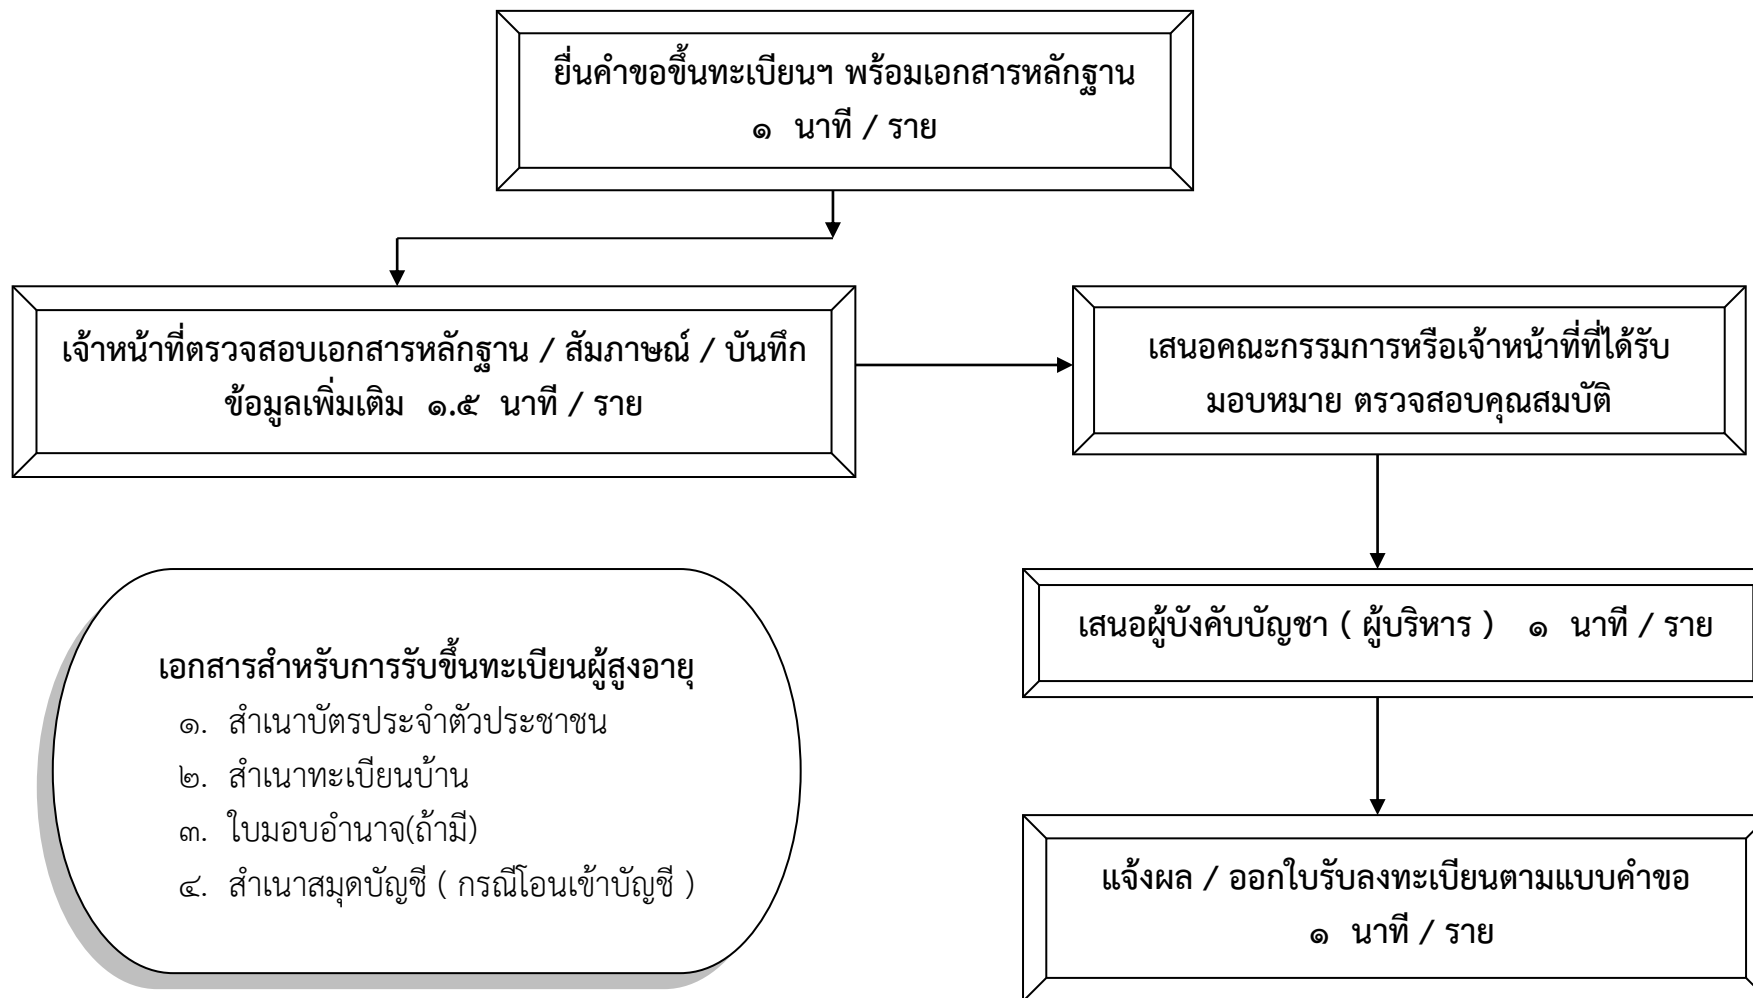 ยื่นคำขอขึ้นทะเบียนฯ พร้อมเอกสารหลักฐาน
๑ นาที / ราย
เจ้าหน้าที่ตรวจสอบเอกสารหลักฐาน / สัมภาษณ์ / บันทึก
ข้อมูลเพิ่มเติม ๑.๕ นาที / ราย
เสนอคณะกรรมการหรือเจ้าหน้าที่ที่ได้รับ
มอบหมาย ตรวจสอบคุณสมบัติ
เสนอผู้บังคับบัญชา ( ผู้บริหาร ) ๑ นาที / ราย
แจ้งผล / ออกใบรับลงทะเบียนตามแบบคำขอ
๑ นาที / ราย
เอกสารสำหรับการรับขึ้นทะเบียนผู้สูงอายุ
๑. สำเนาบัตรประจำตัวประชาชน
๒. สำเนาทะเบียนบ้าน
๓. ใบมอบอำนาจ(ถ้ามี)
๔. สำเนาสมุดบัญชี ( กรณีโอนเข้าบัญชี )